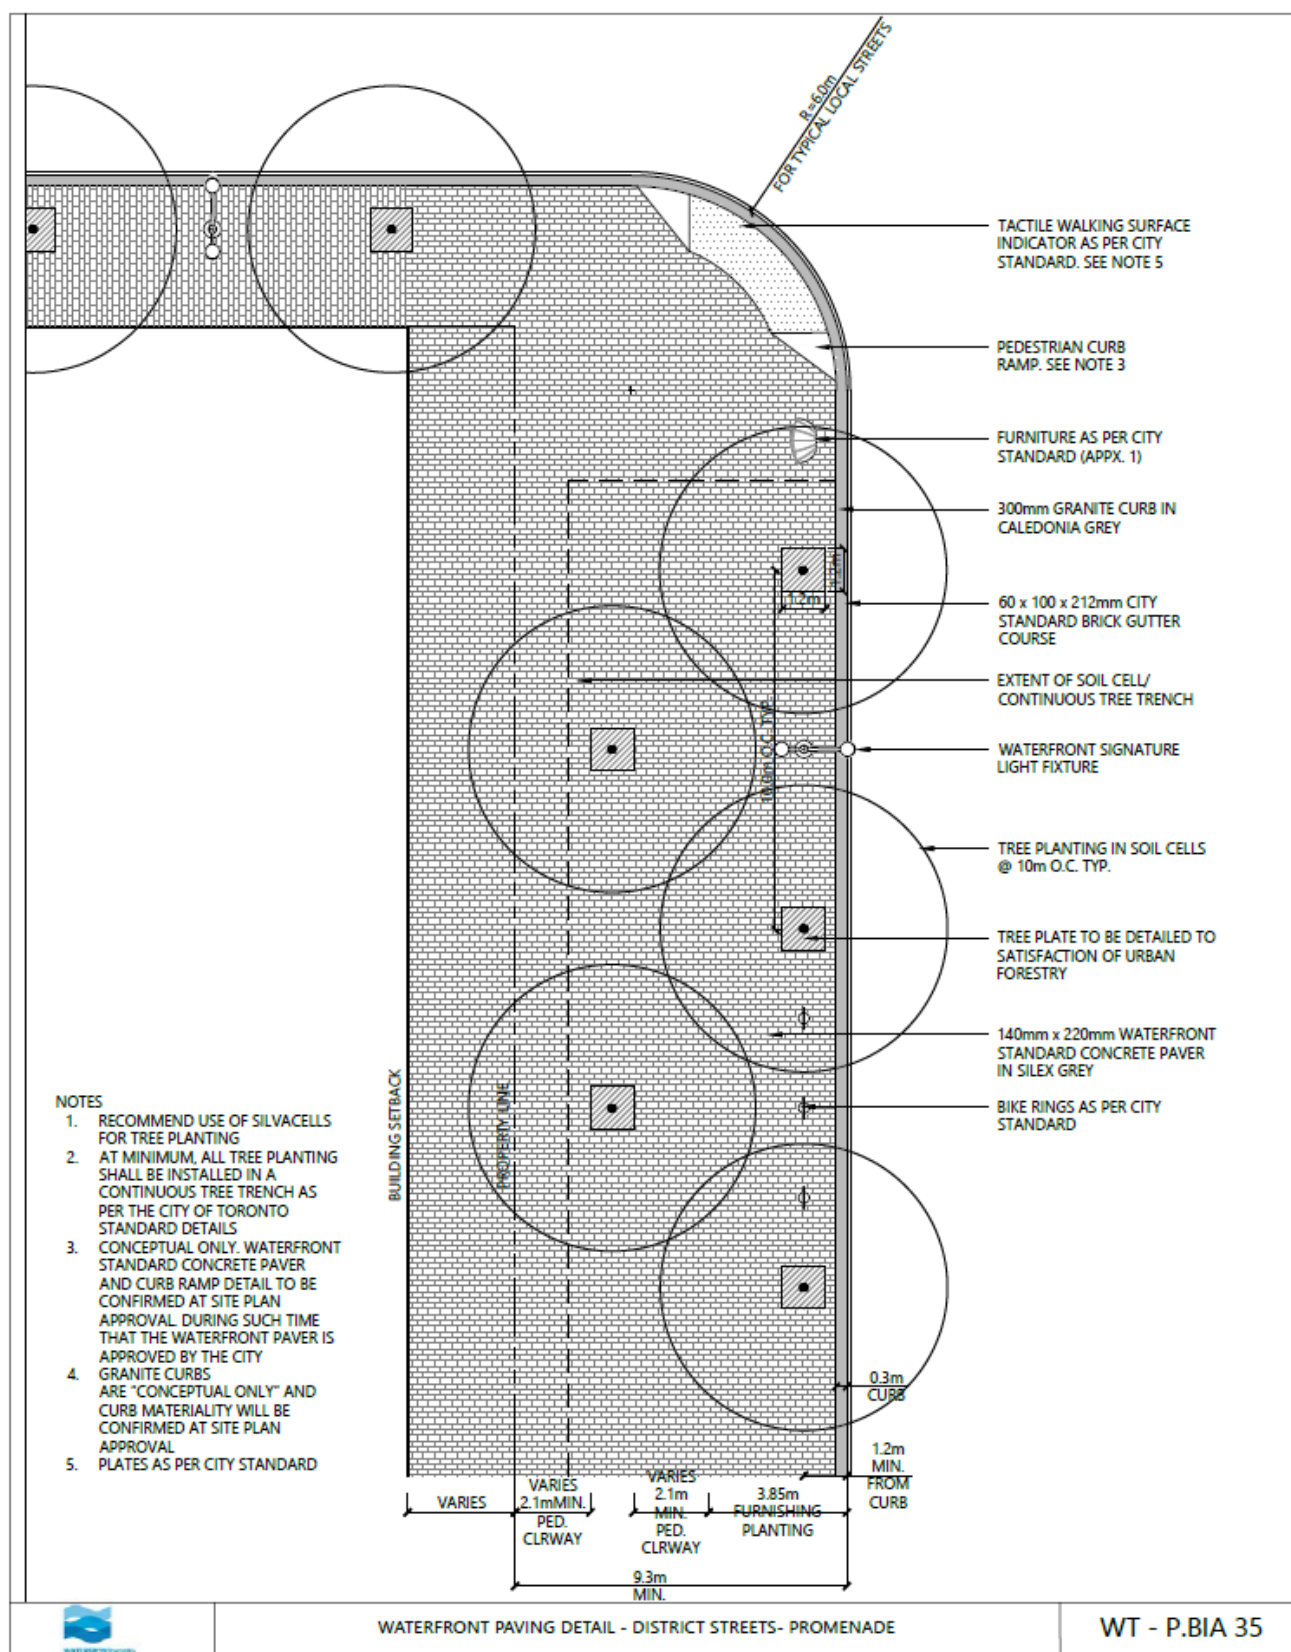 R=6.0m
FOR TYPICAL LOCAL STREETS
TACTILE WALKING SURFACE
INDICATOR AS PER CITY
STANDARD. SEE NOTE 5
PEDESTRIAN CURB
RAMP. SEE NOTE 3
FURNITURE AS PER CITY
STANDARD (APPX. 1)
300mm GRANITE CURB IN
CALEDONIA GREY
1.2m
1.2m
60 x 100 x 212mm CITY
STANDARD BRICK GUTTER
COURSE
EXTENT OF SOIL CELL/
CONTINUOUS TREE TRENCH
10.0m O.C. TYP.
WATERFRONT SIGNATURE
LIGHT FIXTURE
TREE PLANTING IN SOIL CELLS
@ 10m O.C. TYP.
TREE PLATE TO BE DETAILED TO
SATISFACTION OF URBAN
FORESTRY
140mm x 220mm WATERFRONT
STANDARD CONCRETE PAVER
IN SILEX GREY
BIKE RINGS AS PER CITY
STANDARD
BUILDING SETBACK
PROPERTY LINE
NOTES
1. RECOMMEND USE OF SILVACELLS
FOR TREE PLANTING
2. AT MINIMUM, ALL TREE PLANTING
SHALL BE INSTALLED IN A
CONTINUOUS TREE TRENCH AS
PER THE CITY OF TORONTO
STANDARD DETAILS
3. CONCEPTUAL ONLY. WATERFRONT
STANDARD CONCRETE PAVER
AND CURB RAMP DETAIL TO BE
CONFIRMED AT SITE PLAN
APPROVAL. DURING SUCH TIME
THAT THE WATERFRONT PAVER IS
APPROVED BY THE CITY
4. GRANITE CURBS
ARE "CONCEPTUAL ONLY" AND
CURB MATERIALITY WILL BE
CONFIRMED AT SITE PLAN
APPROVAL
5. PLATES AS PER CITY STANDARD
0.3m
CURB
1.2m
MIN.
FROM
CURB
VARIES
VARIES
2.1mMIN.
PED.
CLRWAY
VARIES
2.1m
MIN.
PED.
CLRWAY
3.85m
FURNISHING
PLANTING
9.3m
MIN.
WATERFRONT PAVING DETAIL - DISTRICT STREETS- PROMENADE
WT - P.BIA 35